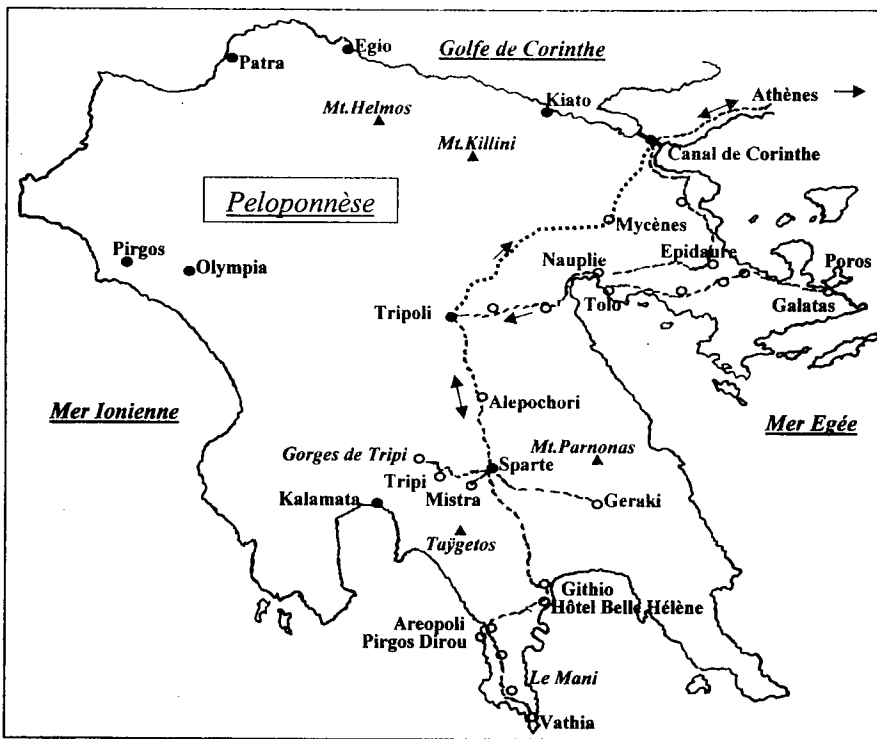 Egio
Golfe de Corinthe
Patra
Athènes
Kiato
Mt.Helmos
Mt.Killini
Canal de Corinthe
Peloponnèse
Mycènes
Pirgos
Olympia
Nauplie
Epidaure
Poros
Tripoli
Tolo
Galatas
Mer Ionienne
Alepochori
Mer Egée
Mt.Parnonas
Gorges de Tripi
Sparte
Tripi
Mistra
Kalamata
Geraki
Taÿgetos
Githio
Hôtel Belle Hélène
Areopoli
Pirgos Dirou
Le Mani
Vathia